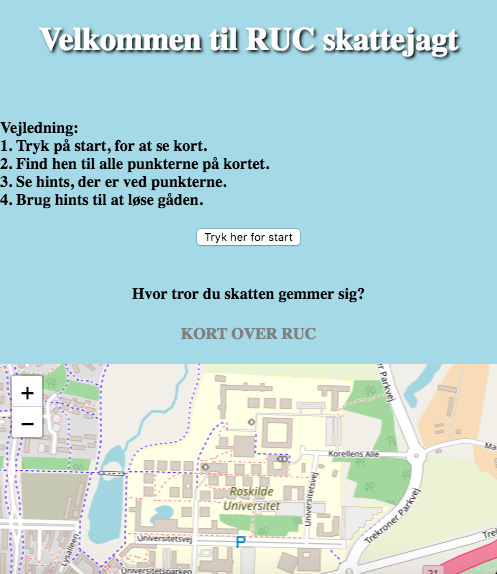 Velkommen til RUC skattejagt
Vejledning:
1. Tryk på start, for at se kort.
2. Find hen til alle punkterne på kortet.
3. Se hints, der er ved punkterne.
4. Brug hints til at løse gåden.
Tryk her for start
Hvor tror du skatten gemmer sig?
KORT OVER RUC
+
−
Parkvej
Korellens Allé
Roskilde
Universitet
Universitetsvej
Trekroner Parkvej
Lysalleen
Universitetsvej
P
Universitetsparken
21